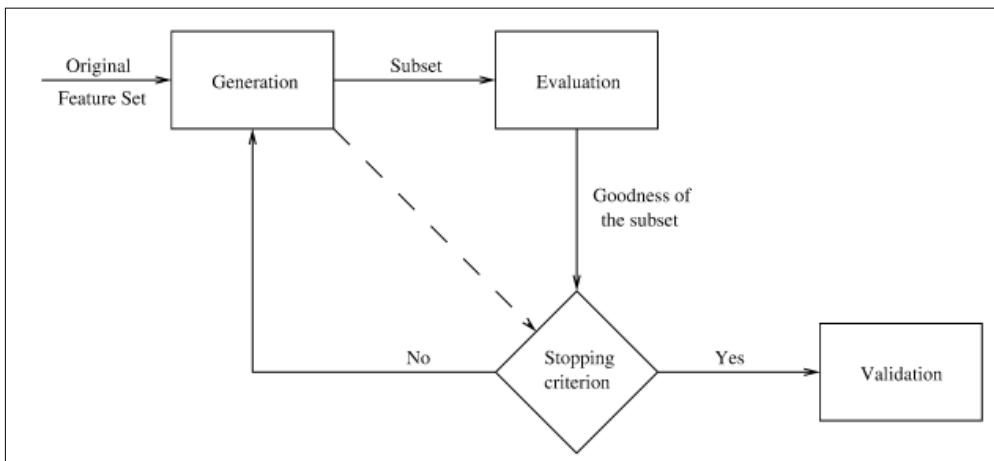 Original
Feature Set
Generation
Subset
Evaluation
Goodness of
the subset
No
Stopping
criterion
Yes
Validation